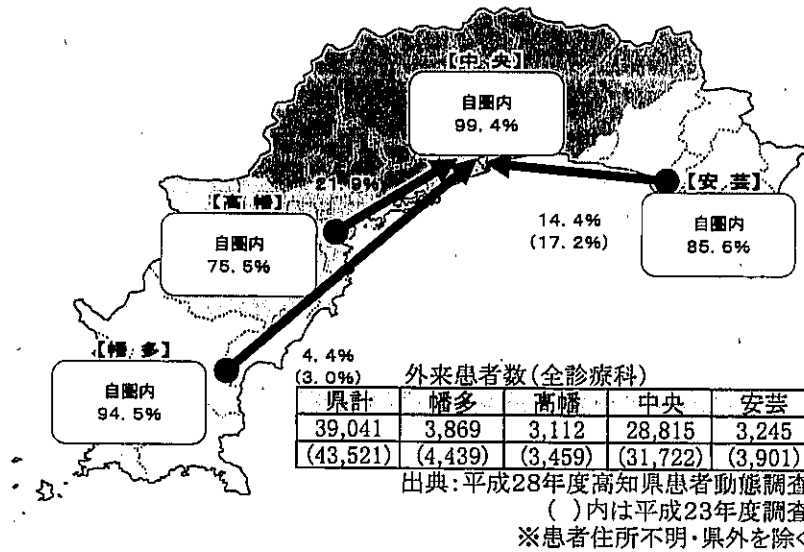 【中央】
自圏内
99.4%
21.9%
【高幡】
自圏内
75.5%
【安芸】
自圏内
85.6%
14.4%
(17.2%)
【幡多】
自圏内
94.5%
4.4%
(3.0%)
外来患者数(全診療科)
県計 幡多 高幡 中央 安芸
39,041 3,869 3,112 28,815 3,245
(43,521) (4,439) (3,459) (31,722) (3,901)
出典:平成28年度高知県患者動態調査
( )内は平成23年度調査
※患者住所不明・県外を除く